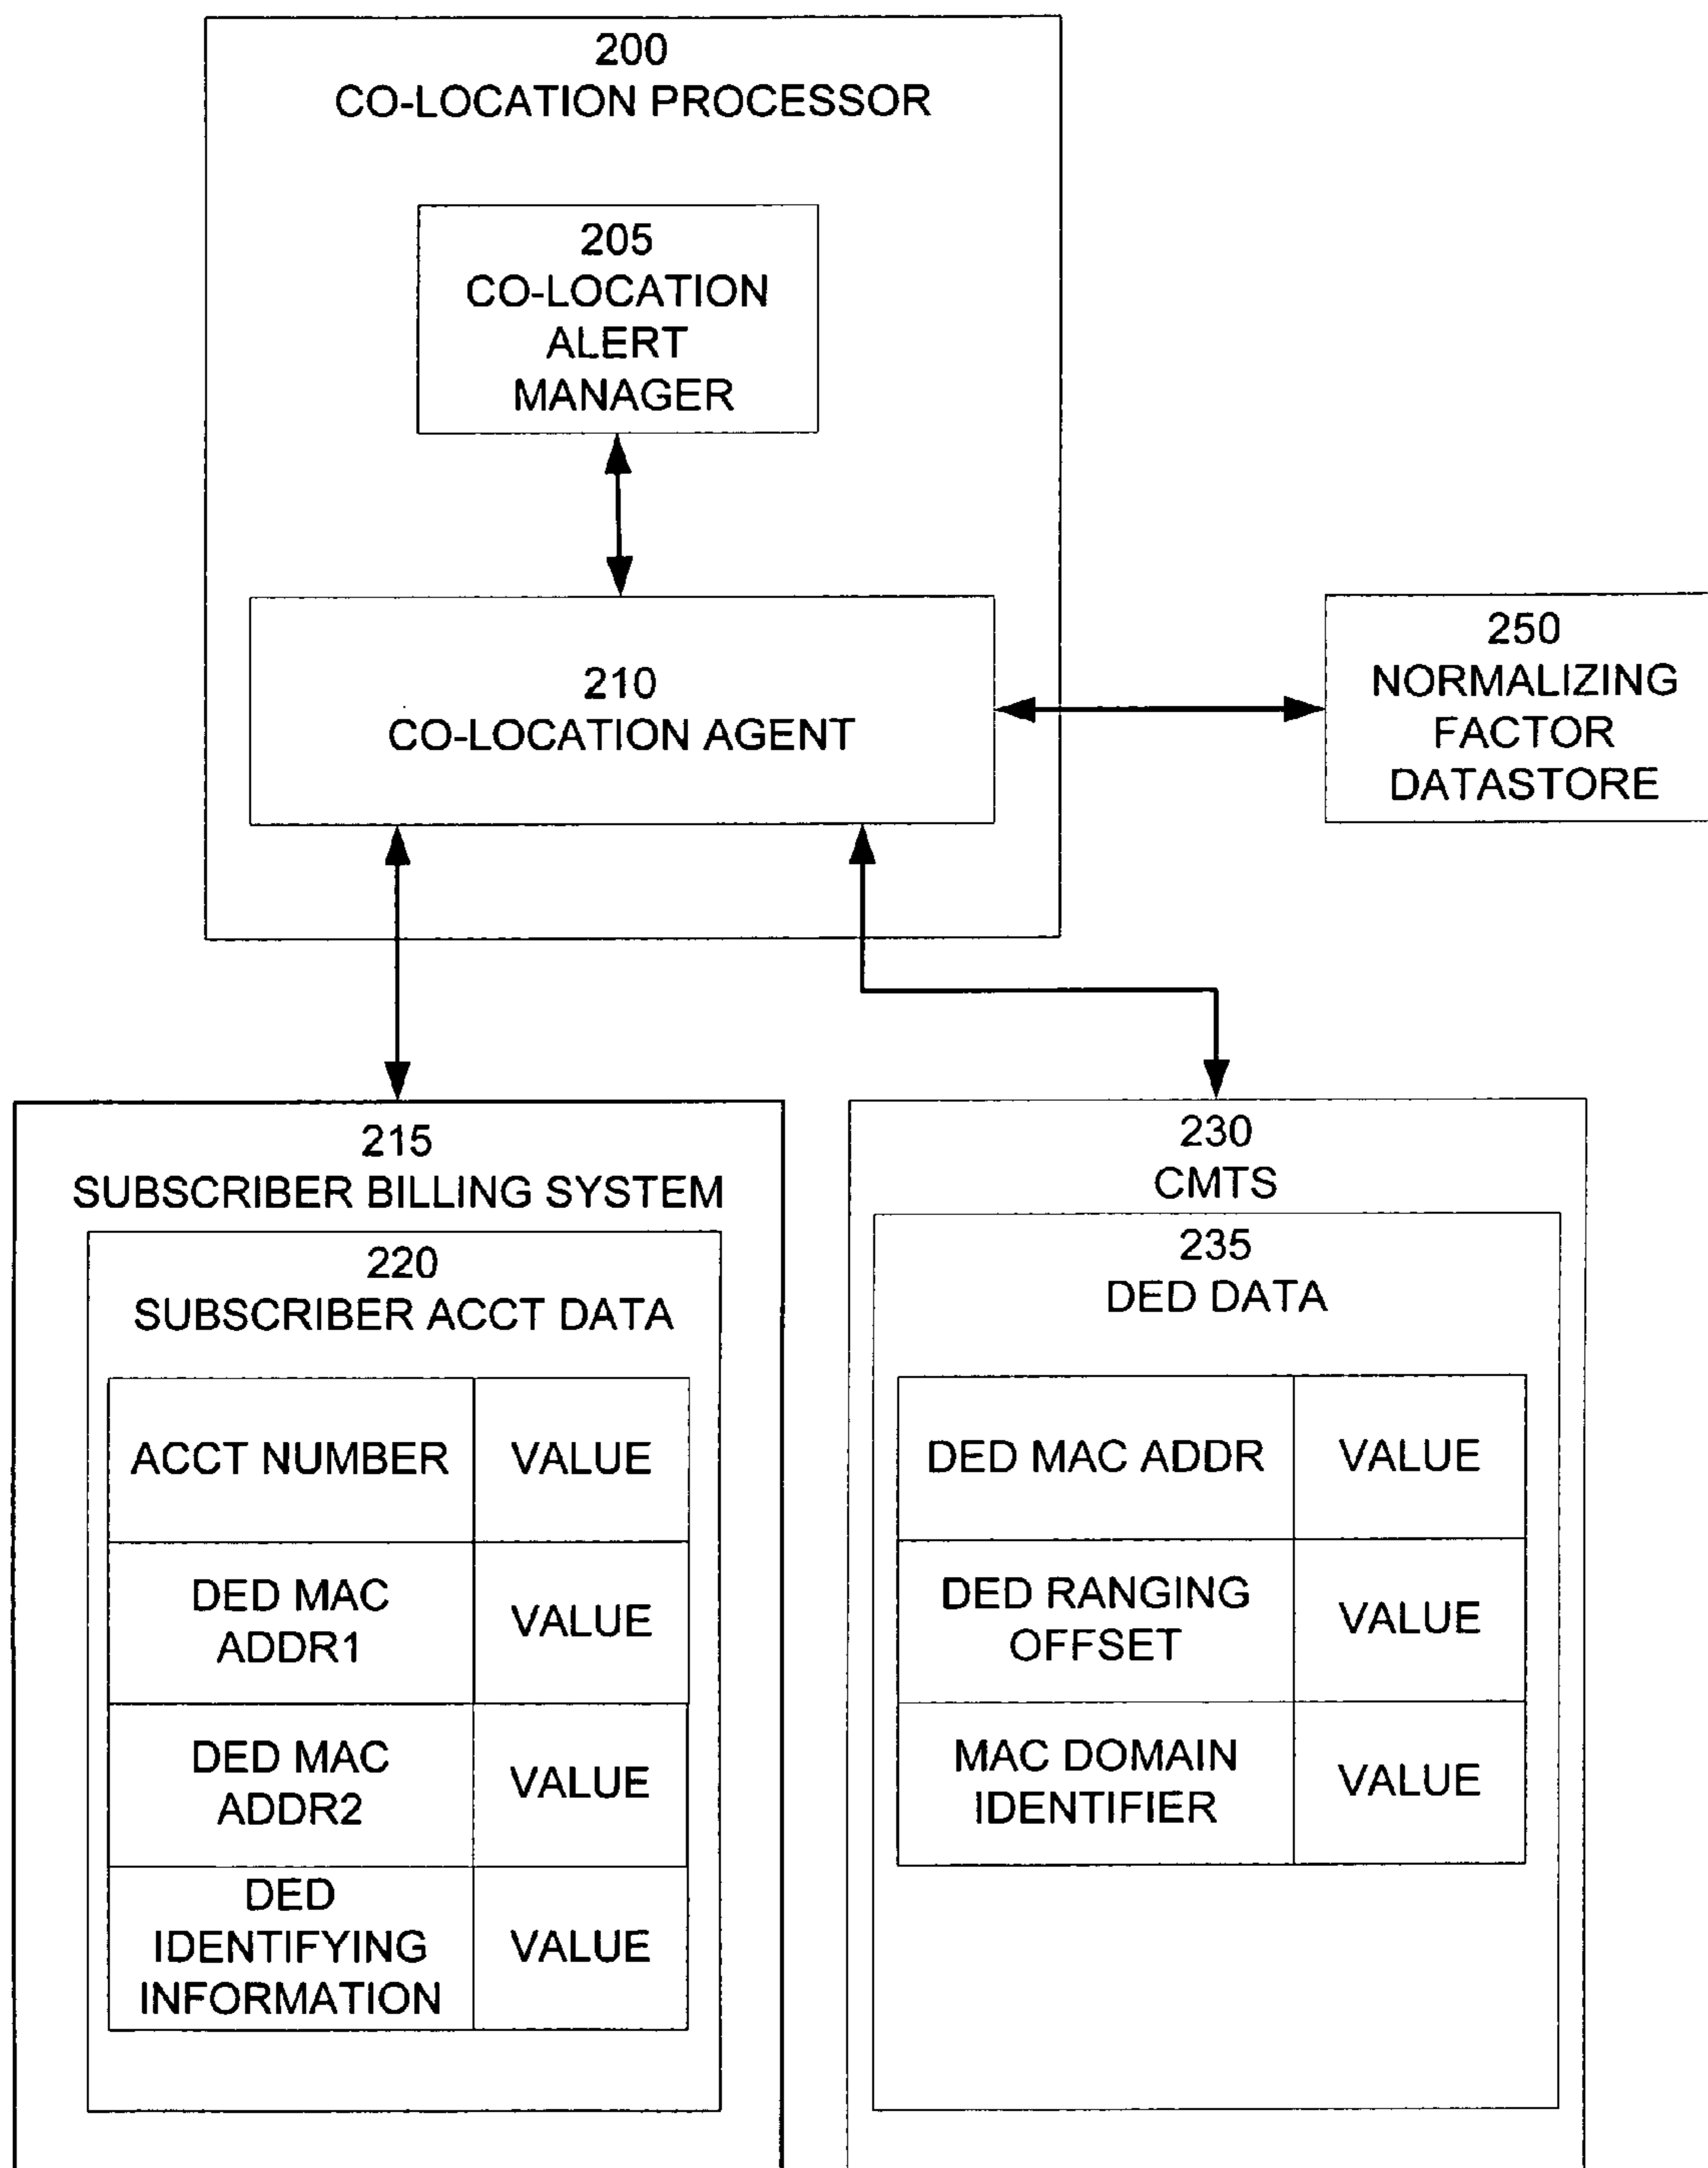 200
CO-LOCATION PROCESSOR
205
CO-LOCATION
ALERT
MANAGER
210
CO-LOCATION AGENT
250
NORMALIZING
FACTOR
DATASTORE
215
SUBSCRIBER BILLING SYSTEM
220
SUBSCRIBER ACCT DATA
ACCT NUMBER
VALUE
DED MAC
ADDR1
VALUE
DED MAC
ADDR2
VALUE
DED
IDENTIFYING
INFORMATION
VALUE
230
CMTS
235
DED DATA
DED MAC ADDR
VALUE
DED RANGING
OFFSET
VALUE
MAC DOMAIN
IDENTIFIER
VALUE